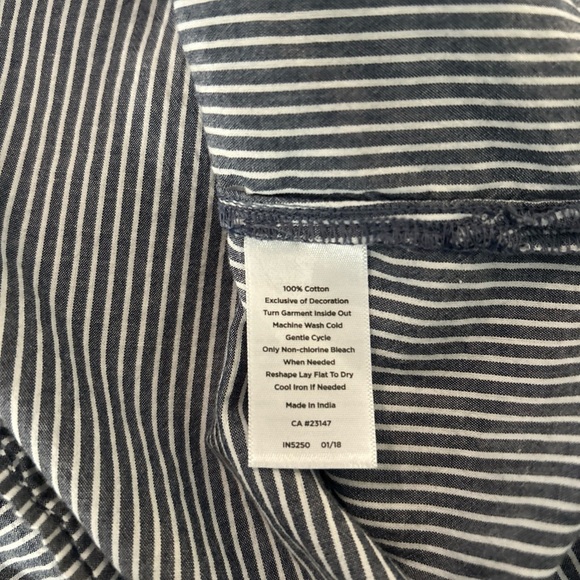 100% Cotton
Exclusive of Decoration
Turn Garment Inside Out
Machine Wash Cold
Gentle Cycle
Only Non-chlorine Bleach
When Needed
Reshape Lay Flat To Dry
Cool Iron If Needed
Made In India
CA #23147
IN5250 01/18